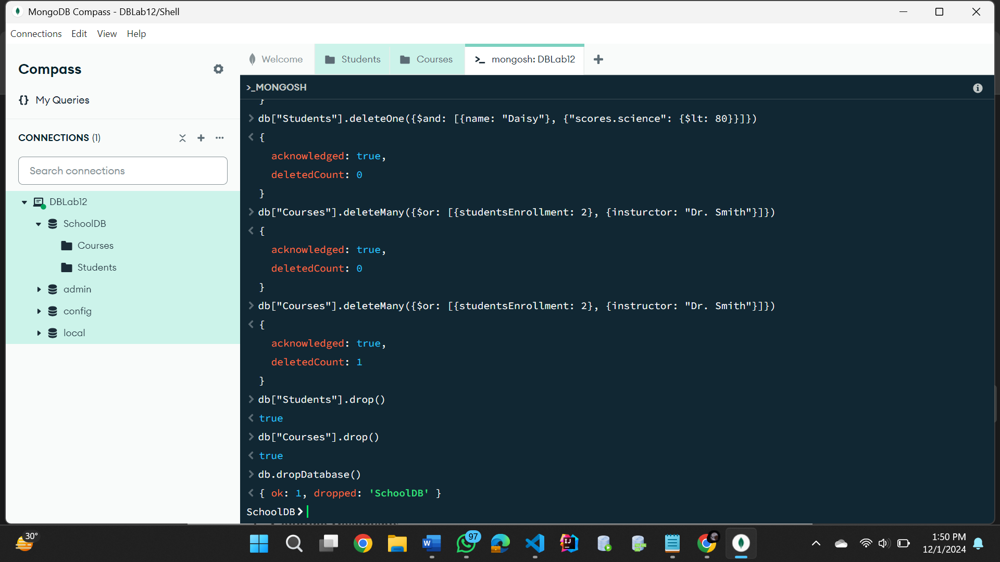 MongoDB Compass - DBLab12/Shell
Connections Edit View Help
Compass
{} My Queries
CONNECTIONS (1)
Search connections
DBLab12
SchoolDB
Courses
Students
admin
config
local
Welcome Students Courses >_ mongosh: DBLab12 +
>_MONGOSH
}
> db["Students"].deleteOne({$and: [{name: "Daisy"}, {"scores.science": {$lt: 80}}]})
< {
acknowledged: true,
deletedCount: 0
}
> db["Courses"].deleteMany({$or: [{studentsEnrollment: 2}, {insturctor: "Dr. Smith"}]})
< {
acknowledged: true,
deletedCount: 0
}
> db["Courses"].deleteMany({$or: [{studentsEnrollment: 2}, {instructor: "Dr. Smith"}]})
< {
acknowledged: true,
deletedCount: 1
}
> db["Students"].drop()
< true
> db["Courses"].drop()
< true
> db.dropDatabase()
< { ok: 1, dropped: 'SchoolDB' }
SchoolDB>
30°
97
1:50 PM
12/1/2024